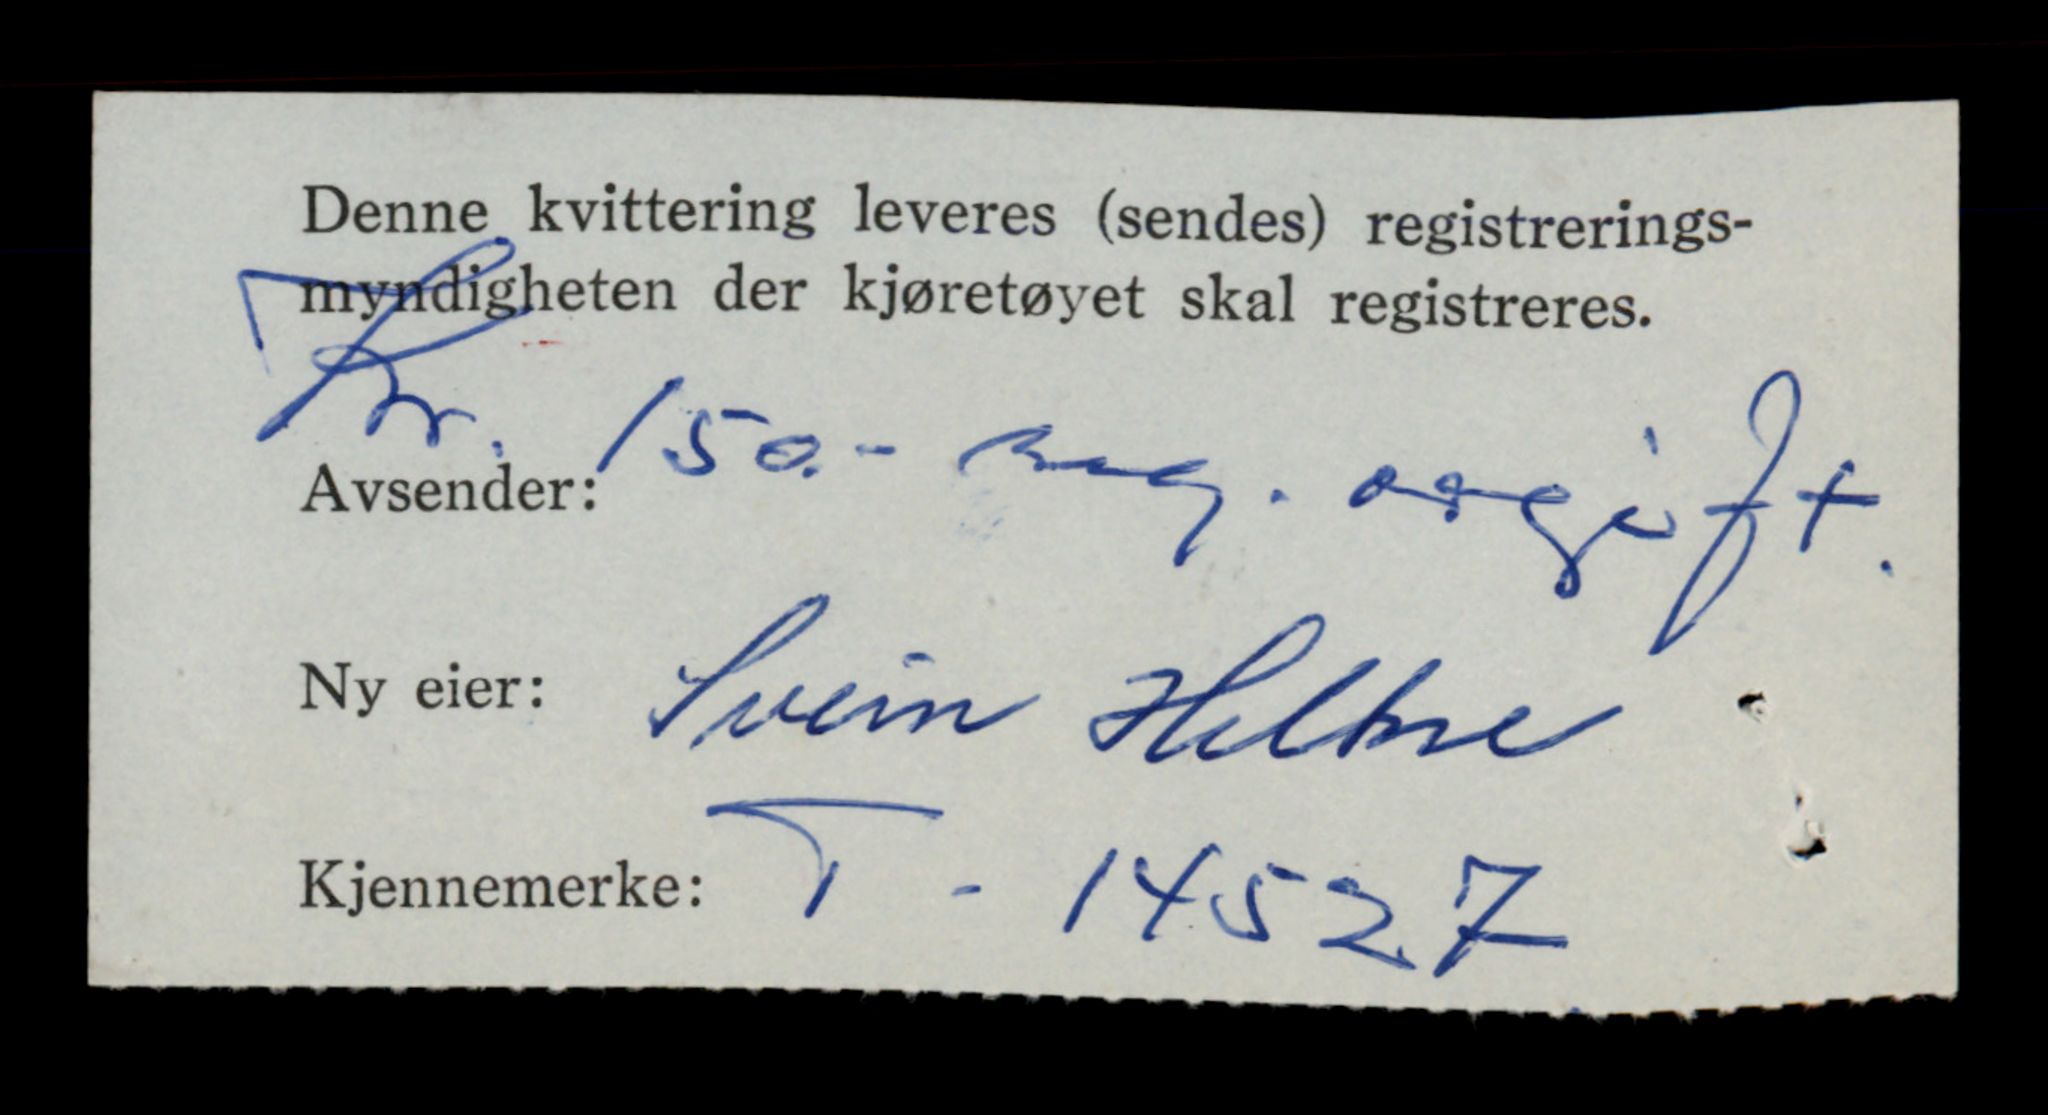 Denne kvittering leveres (sendes) registrerings-
myndigheten der kjøretøyet skal registreres.
Kr. 150.- reg. avgift.
Avsender:
Ny eier: Svein
Kjennemerke: T - 14527